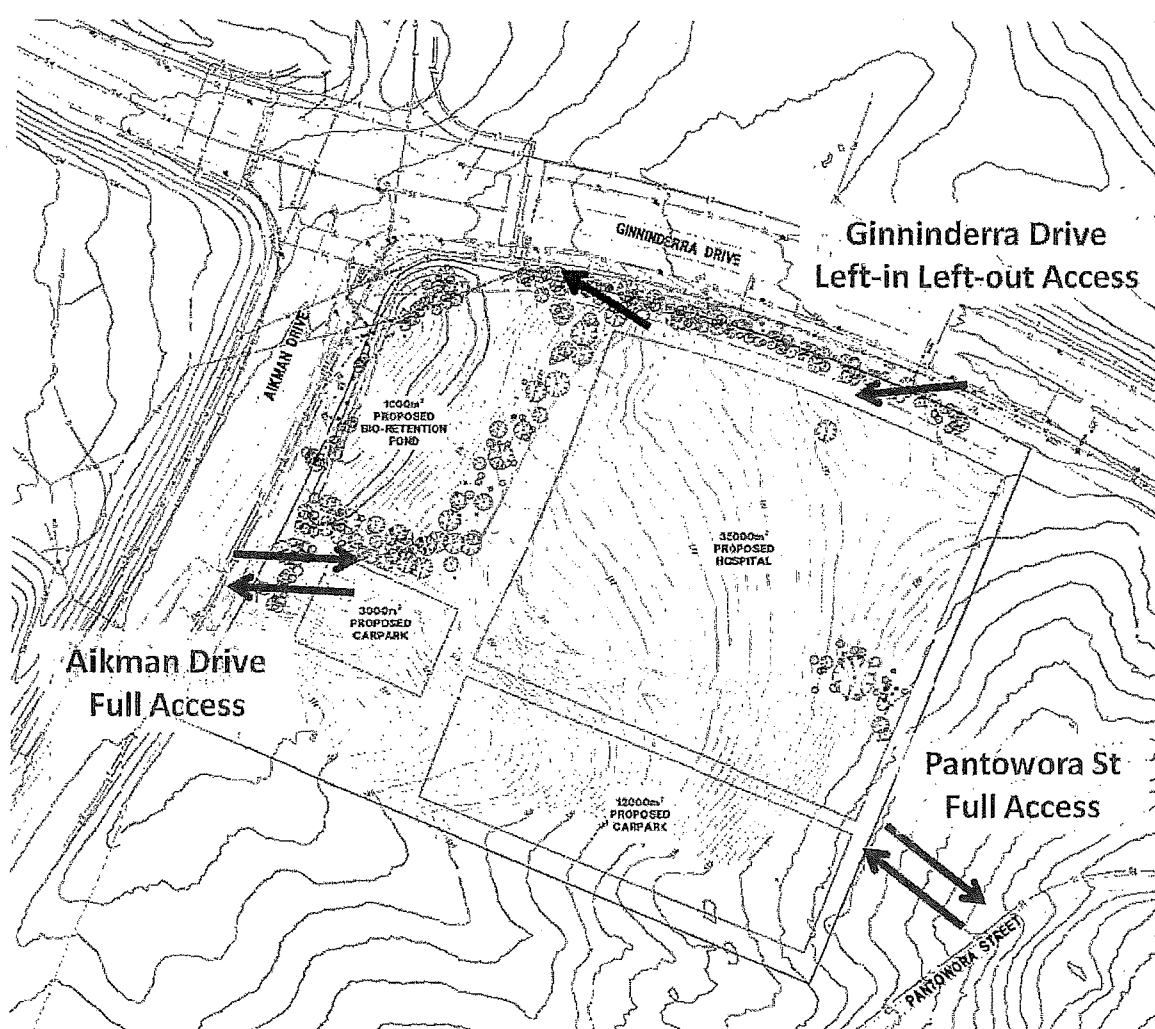 GINNINDERRA DRIVE
Ginninderra Drive
Left-in Left-out Access
AIKMAN DRIVE
1000m²
PROPOSED
BIO-RETENTION
POND
35000m²
PROPOSED
HOSPITAL
3000m²
PROPOSED
CARPARK
Aikman Drive
Full Access
Pantowora St
Full Access
12000m²
PROPOSED
CARPARK
PANTOWORA STREET